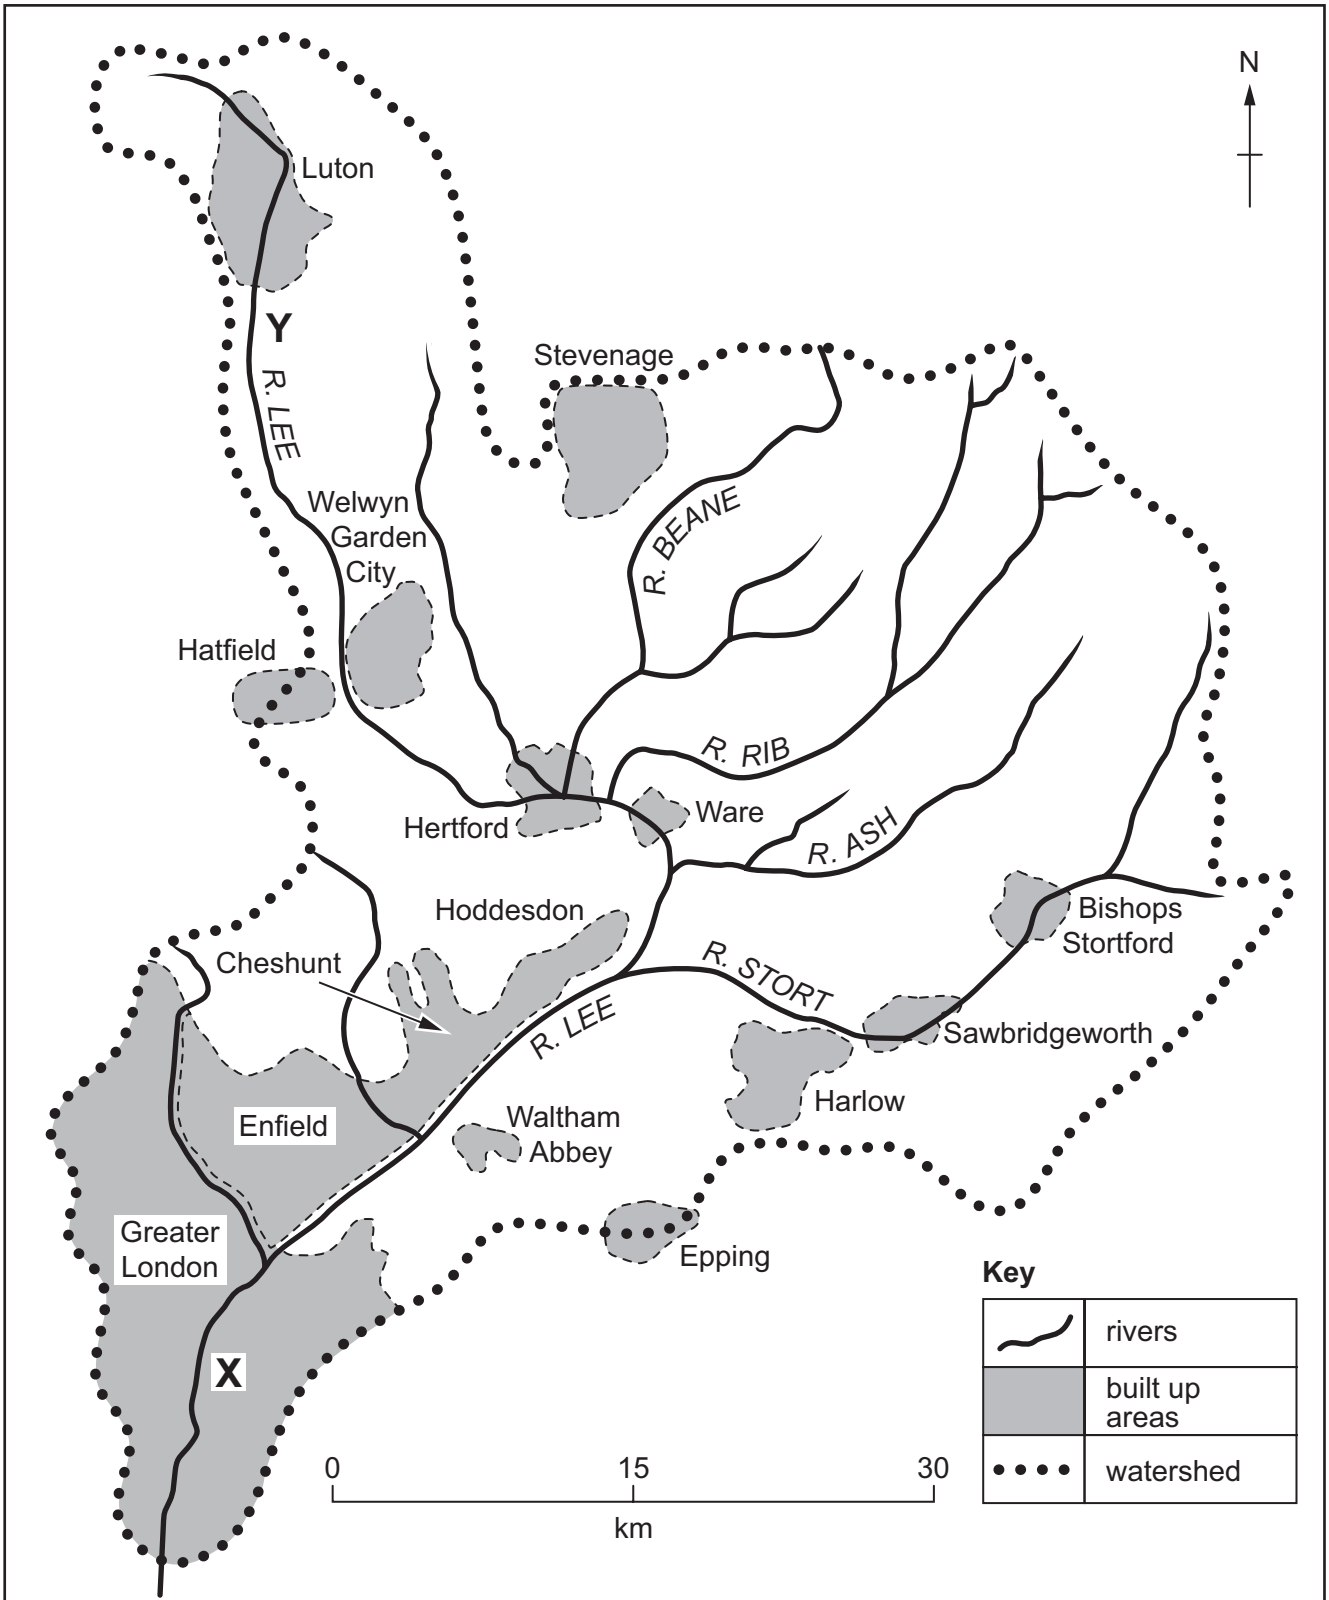 N
Luton
Y
R. LEE
Stevenage
Welwyn
Garden
City
R. BEANE
Hatfield
R. RIB
Hertford
Ware
R. ASH
Hoddesdon
Bishops
Stortford
Cheshunt
R. STORT
R. LEE
Sawbridgeworth
Enfield
Waltham
Abbey
Harlow
Greater
London
Epping
X
Key
rivers
built up
areas
watershed
0 15 30
km